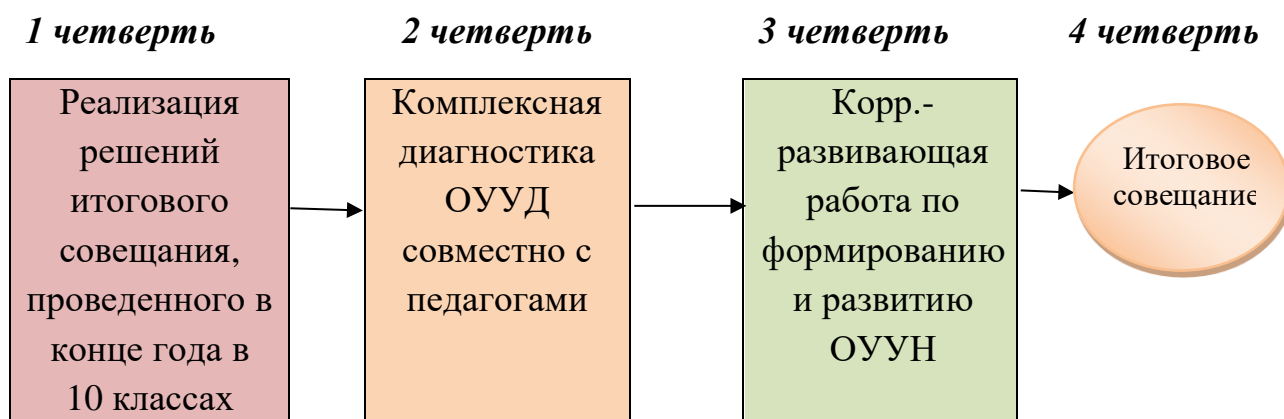 1 четверть
2 четверть
3 четверть
4 четверть
Реализация
решений
итогового
совещания,
проведенного в
конце года в
10 классах
Комплексная
диагностика
ОУУД
совместно с
педагогами
Корр.-
развивающая
работа по
формированию
и развитию
ОУУН
Итоговое
совещание